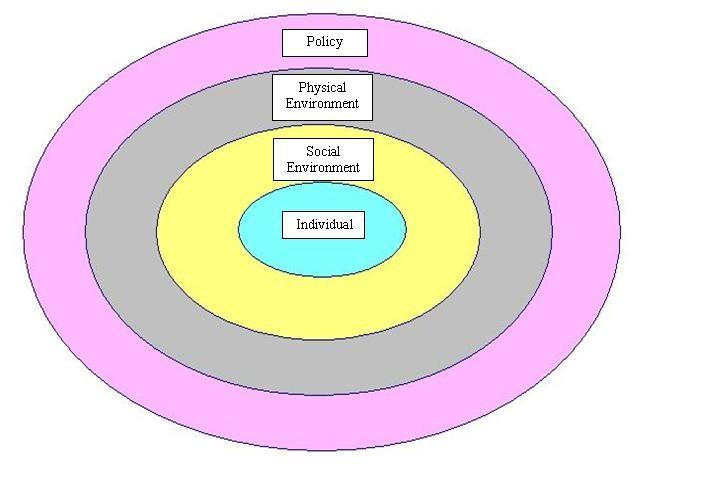 Policy
Physical
Environment
Social
Environment
Individual